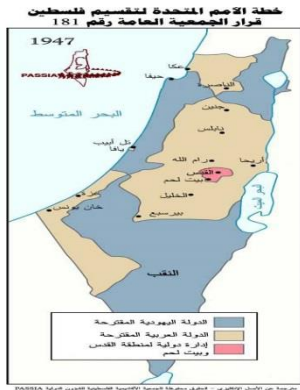 خطة الأمم المتحدة لتقسيم فلسطين
قرار الجمعية العامة رقم 181
1947
PASSIA
البحر المتوسط
عكا
حيفا
الناصرة
جنين
نابلس
تل أبيب
يافا
رام الله
أريحا
القدس
بيت لحم
الخليل
غزة
خان يونس
بير سبع
النقب
الدولة اليهودية المقترحة
الدولة العربية المقترحة
إدارة دولية لمنطقة القدس
وبيت لحم